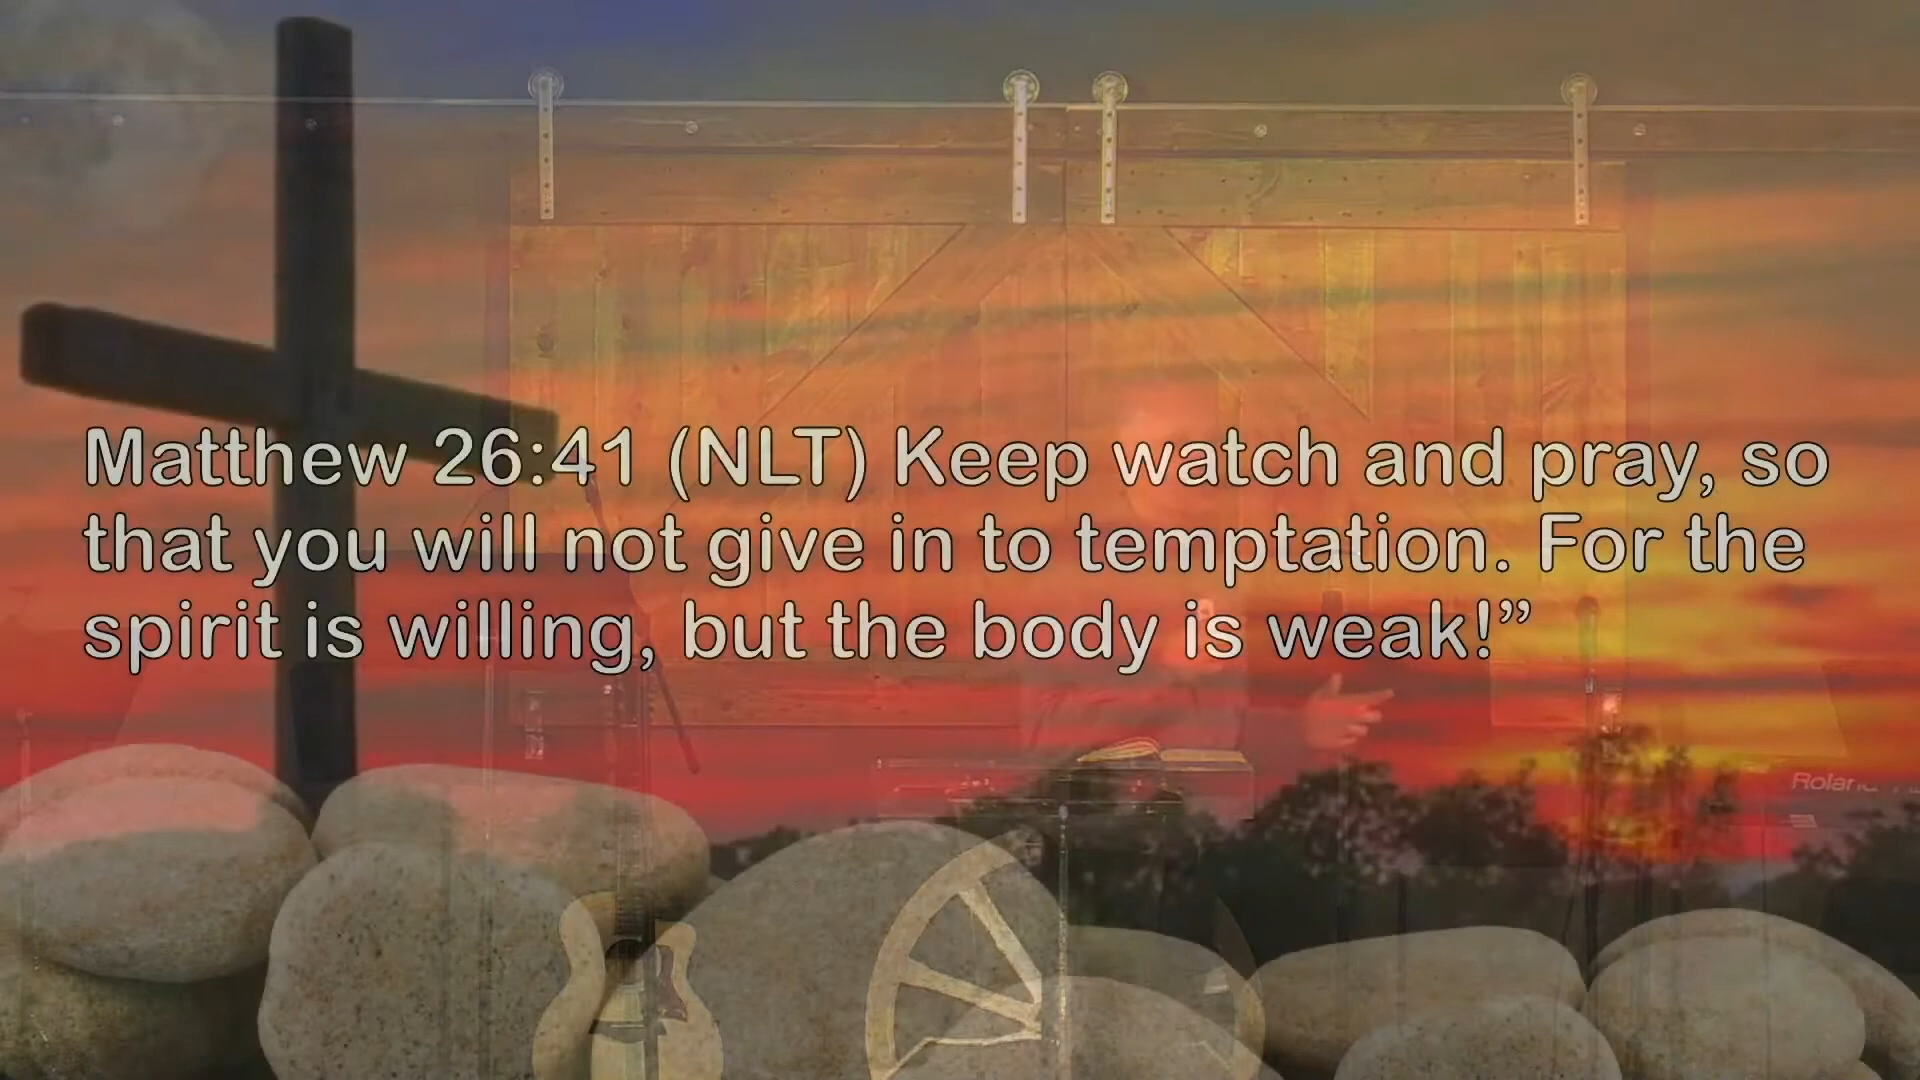 Matthew 26:41 (NLT) Keep watch and pray, so
that you will not give in to temptation. For the
spirit is willing, but the body is weak!”
Roland